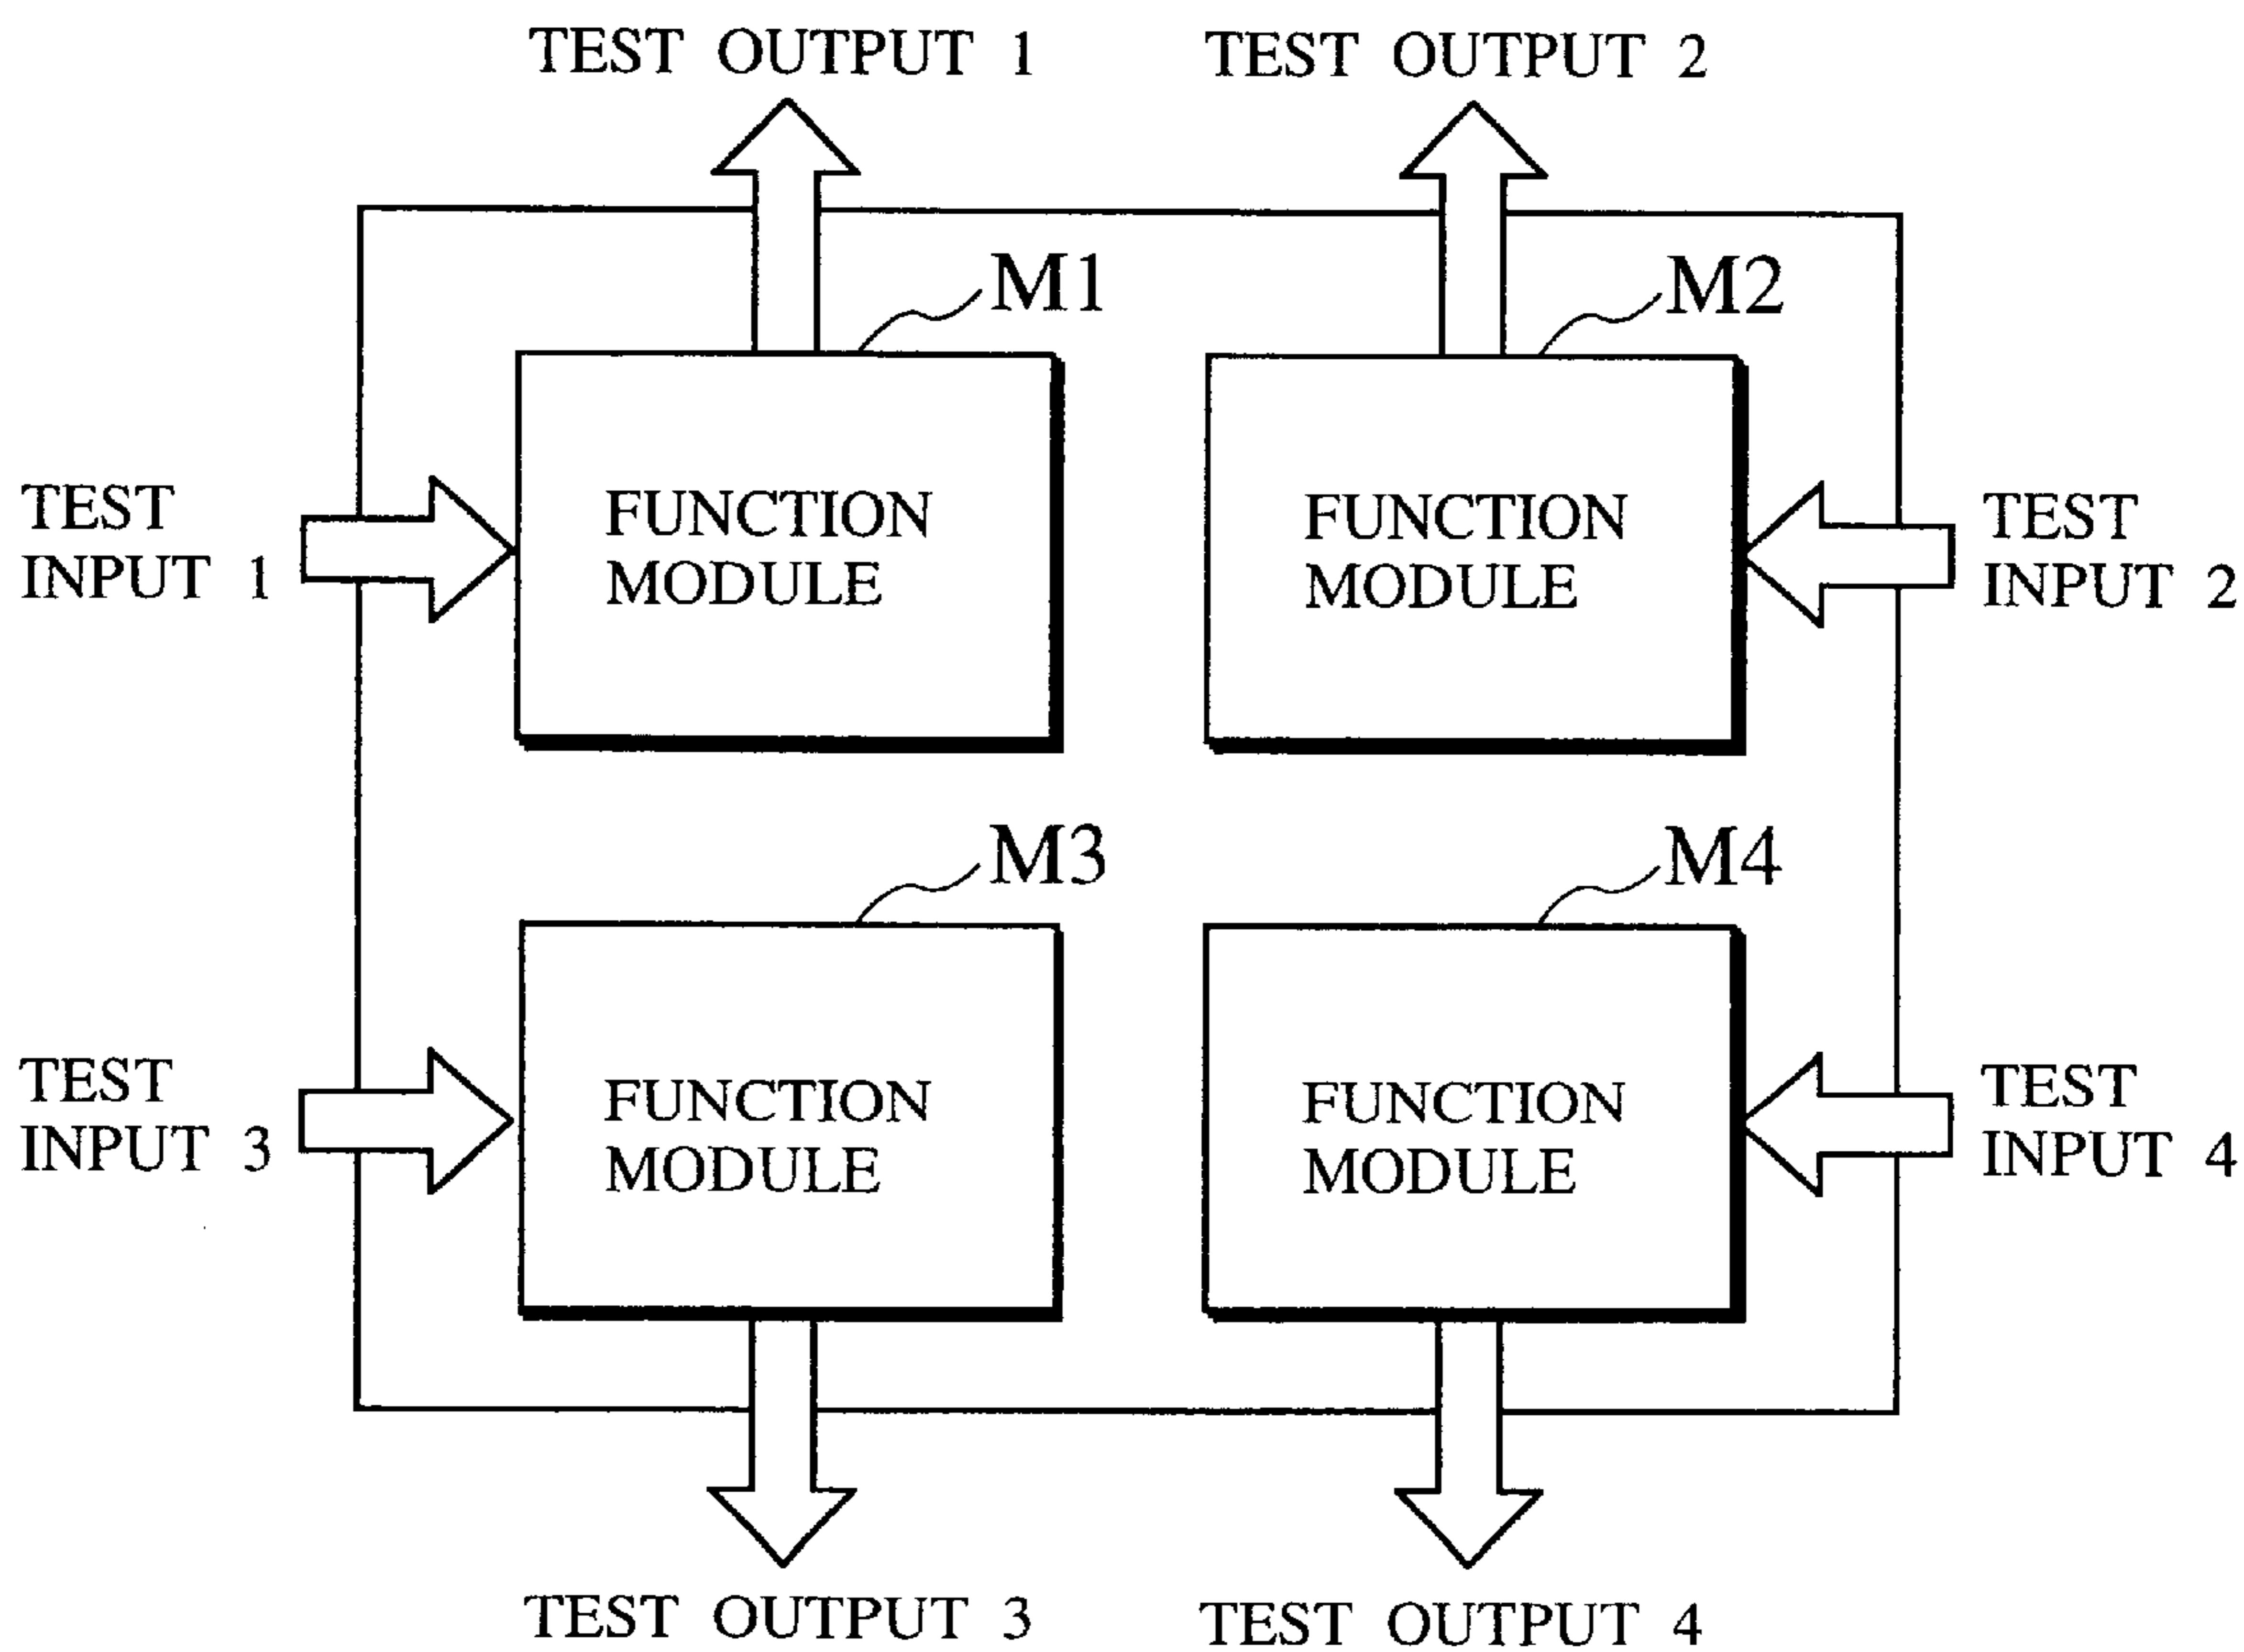 TEST OUTPUT 1
TEST OUTPUT 2
M1
M2
TEST
INPUT 1
FUNCTION
MODULE
FUNCTION
MODULE
TEST
INPUT 2
M3
M4
TEST
INPUT 3
FUNCTION
MODULE
FUNCTION
MODULE
TEST
INPUT 4
TEST OUTPUT 3
TEST OUTPUT 4